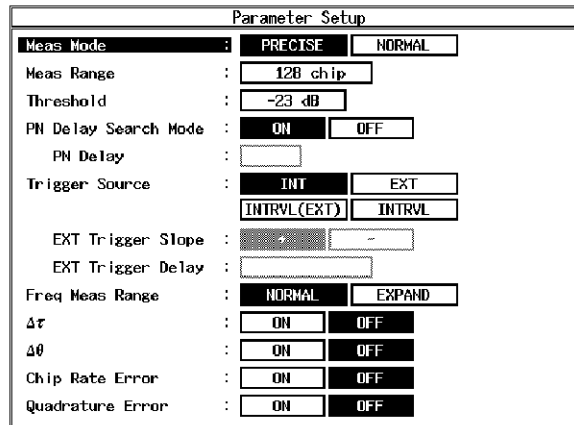 Parameter Setup
Meas Mode : PRECISE NORMAL
Meas Range : 128 chip
Threshold : -23 dB
PN Delay Search Mode : ON OFF
PN Delay :
Trigger Source : INT EXT
INTRVL(EXT) INTRVL
EXT Trigger Slope : + -
EXT Trigger Delay :
Freq Meas Range : NORMAL EXPAND
Δτ : ON OFF
Δθ : ON OFF
Chip Rate Error : ON OFF
Quadrature Error : ON OFF